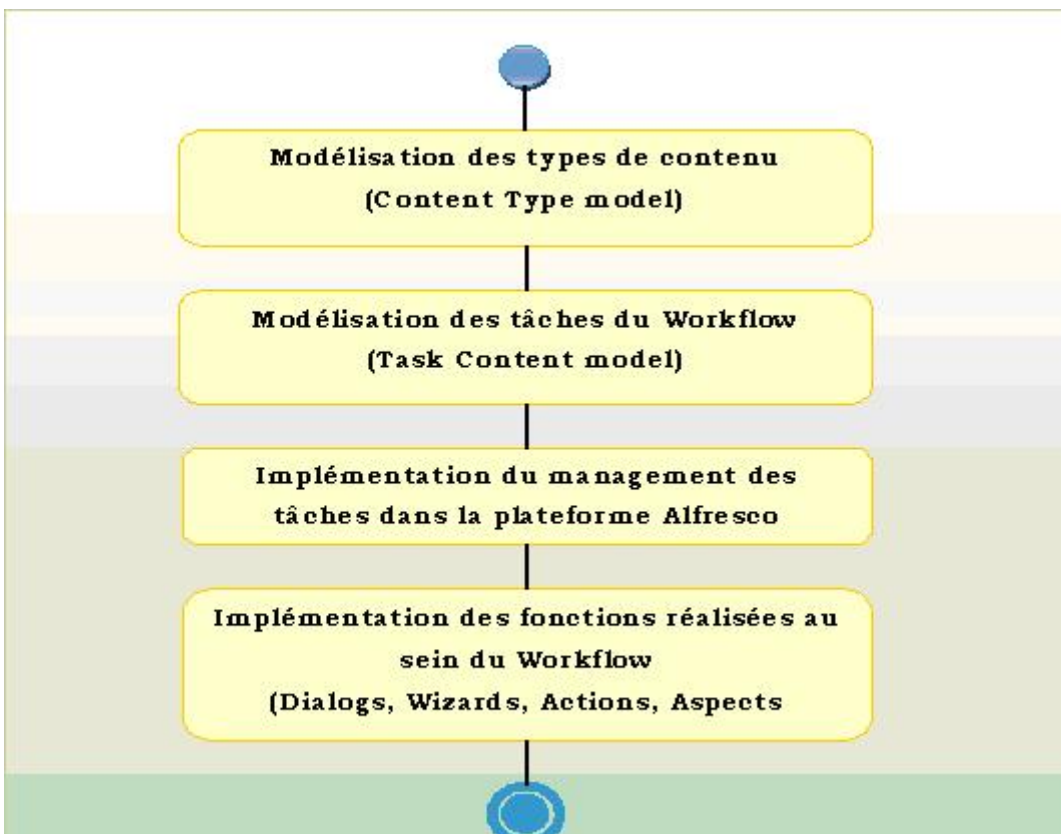 Modélisation des types de contenu
(Content Type model)
Modélisation des tâches du Workflow
(Task Content model)
Implémentation du management des
tâches dans la plateforme Alfresco
Implémentation des fonctions réalisées au
sein du Workflow
(Dialogs, Wizards, Actions, Aspects